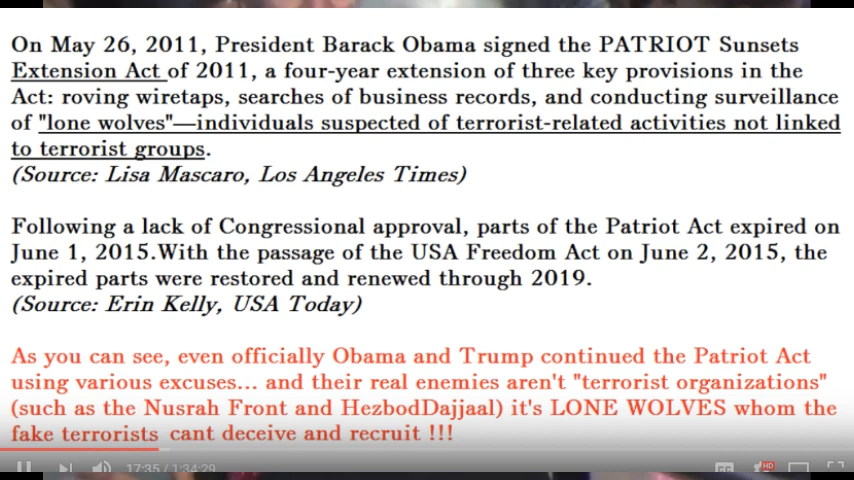 On May 26, 2011, President Barack Obama signed the PATRIOT Sunsets
Extension Act of 2011, a four-year extension of three key provisions in the
Act: roving wiretaps, searches of business records, and conducting surveillance
of "lone wolves"—individuals suspected of terrorist-related activities not linked
to terrorist groups.
(Source: Lisa Mascaro, Los Angeles Times)
Following a lack of Congressional approval, parts of the Patriot Act expired on
June 1, 2015.With the passage of the USA Freedom Act on June 2, 2015, the
expired parts were restored and renewed through 2019.
(Source: Erin Kelly, USA Today)
As you can see, even officially Obama and Trump continued the Patriot Act
using various excuses... and their real enemies aren't "terrorist organizations"
(such as the Nusrah Front and HezbodDajjaal) it's LONE WOLVES whom the
fake terrorists cant deceive and recruit !!!
17:35 / 1:34:29
CC HD